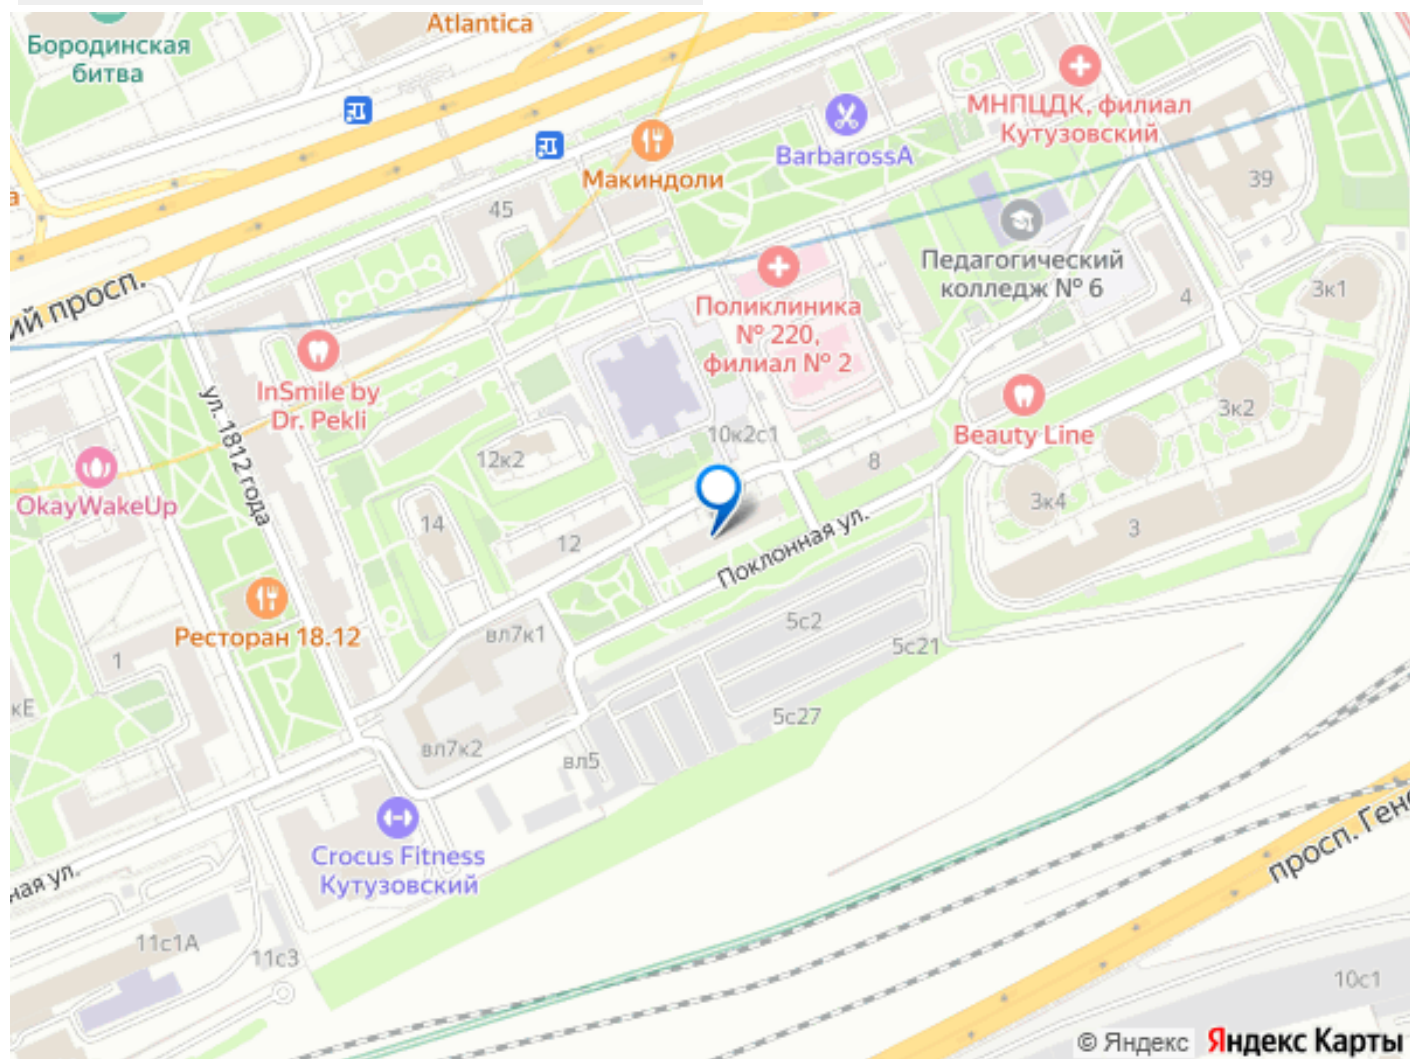 Atlantica
Бородинская
битва
МНПЦДК, филиал
Кутузовский
BarbarossA
Макиндоли
39
45
Педагогический
колледж № 6
ий просп.
Поликлиника
№ 220,
филиал № 2
4
3к1
InSmile by
Dr. Pekli
ул. 1812 года
3к2
Beauty Line
10к2с1
12к2
8
OkayWakeUp
3к4
14
12
3
Поклонная ул.
Ресторан 18.12
вл7к1
5с2
5с21
1
кЕ
5с27
вл7к2
вл5
Crocus Fitness
Кутузовский
просп. Гене
ная ул.
11с1А
11с3
10с1
© Яндекс Яндекс Карты